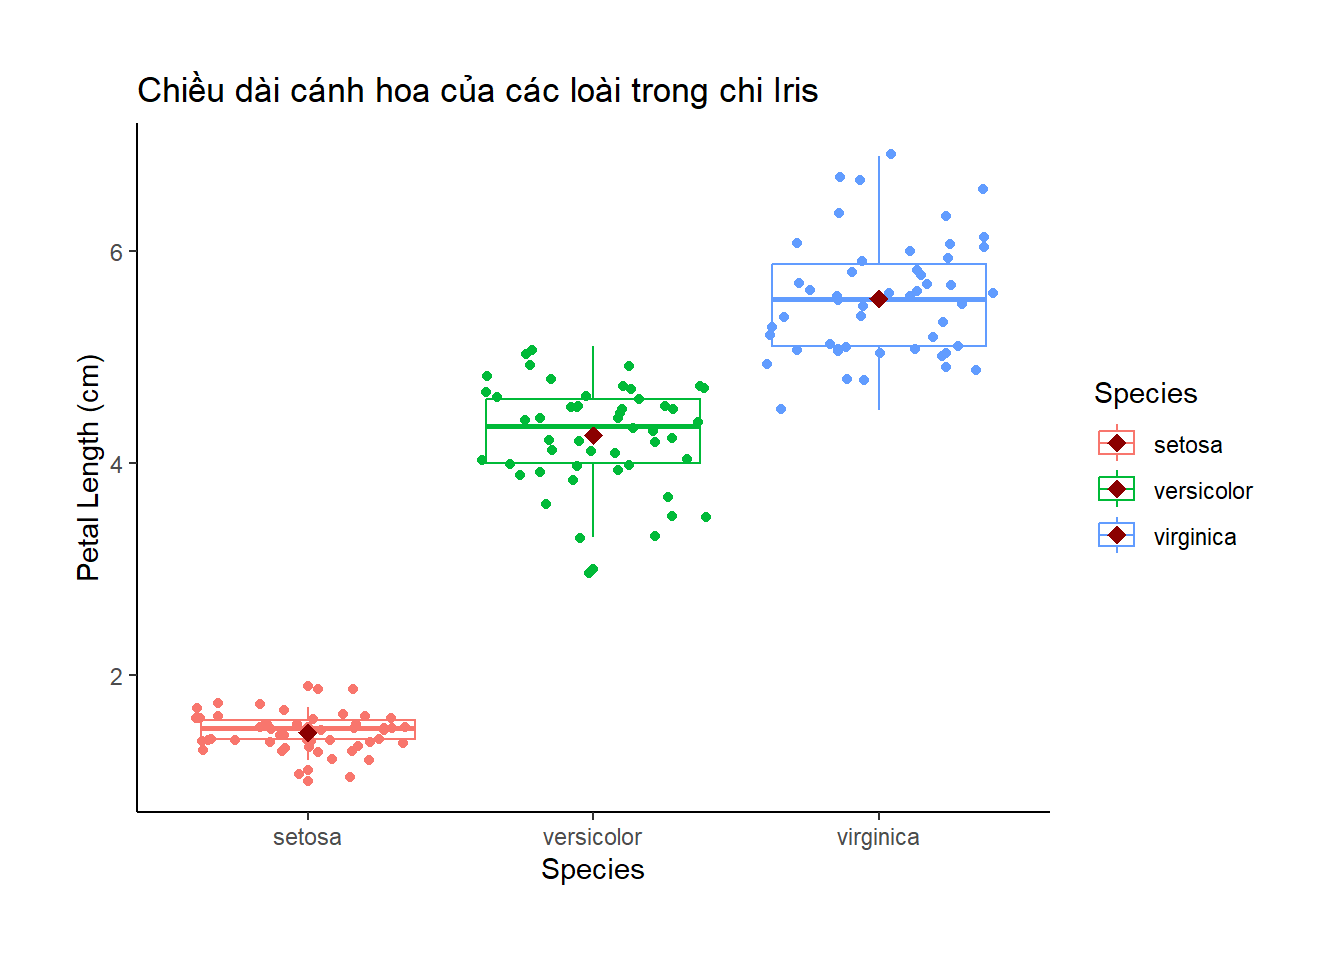 Chiều dài cánh hoa của các loài trong chi Iris
Petal Length (cm)
6
4
2
setosa
versicolor
virginica
Species
Species
setosa
versicolor
virginica